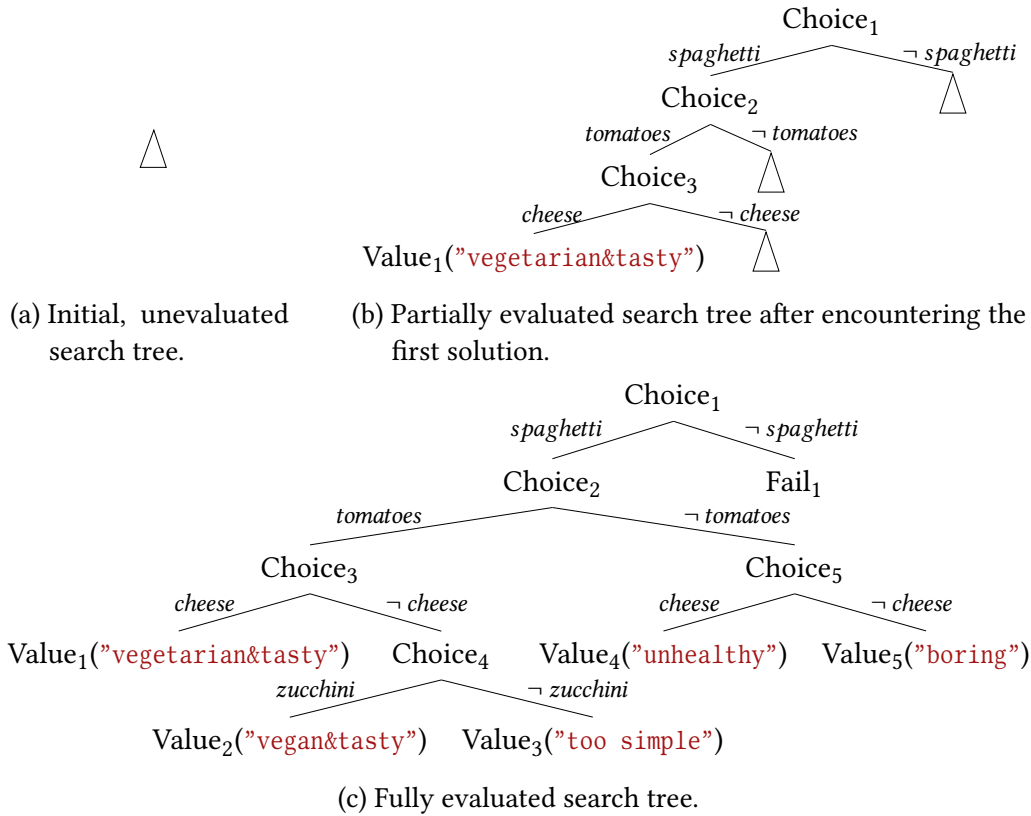 Choice₁
spaghetti ¬ spaghetti
Choice₂
tomatoes ¬ tomatoes
Choice₃
cheese ¬ cheese
Value₁("vegetarian&tasty")
(a) Initial, unevaluated
search tree.
(b) Partially evaluated search tree after encountering the
first solution.
Choice₁
spaghetti ¬ spaghetti
Choice₂ Fail₁
tomatoes ¬ tomatoes
Choice₃ Choice₅
cheese ¬ cheese cheese ¬ cheese
Value₁(”vegetarian&tasty”) Choice₄ Value₄(”unhealthy”) Value₅(”boring”)
zucchini ¬ zucchini
Value₂(”vegan&tasty”) Value₃(”too simple”)
(c) Fully evaluated search tree.